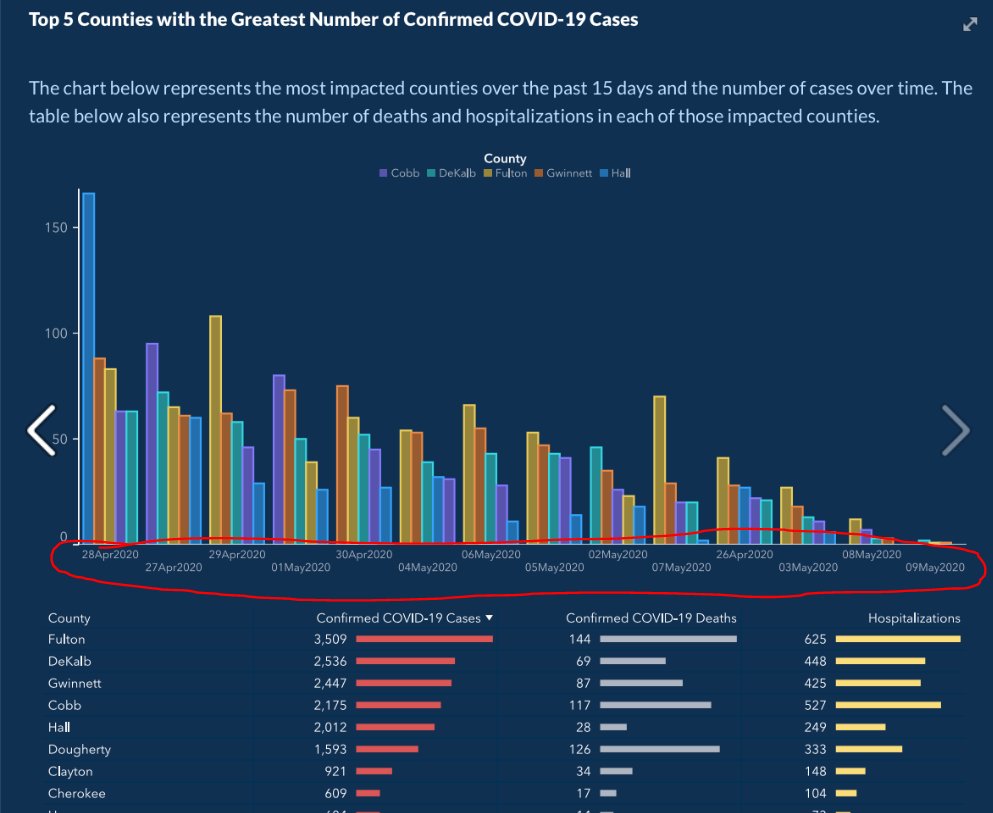 Top 5 Counties with the Greatest Number of Confirmed COVID-19 Cases
The chart below represents the most impacted counties over the past 15 days and the number of cases over time. The
table below also represents the number of deaths and hospitalizations in each of those impacted counties.
County
Cobb DeKalb Fulton Gwinnett Hall
150
100
50
0
28Apr2020 29Apr2020 30Apr2020 06May2020 02May2020 26Apr2020 08May2020
27Apr2020 01May2020 04May2020 05May2020 07May2020 03May2020 09May2020
County Confirmed COVID-19 Cases ▼ Confirmed COVID-19 Deaths Hospitalizations
Fulton 3,509 144 625
DeKalb 2,536 69 448
Gwinnett 2,447 87 425
Cobb 2,175 117 527
Hall 2,012 28 249
Dougherty 1,593 126 333
Clayton 921 34 148
Cherokee 609 17 104